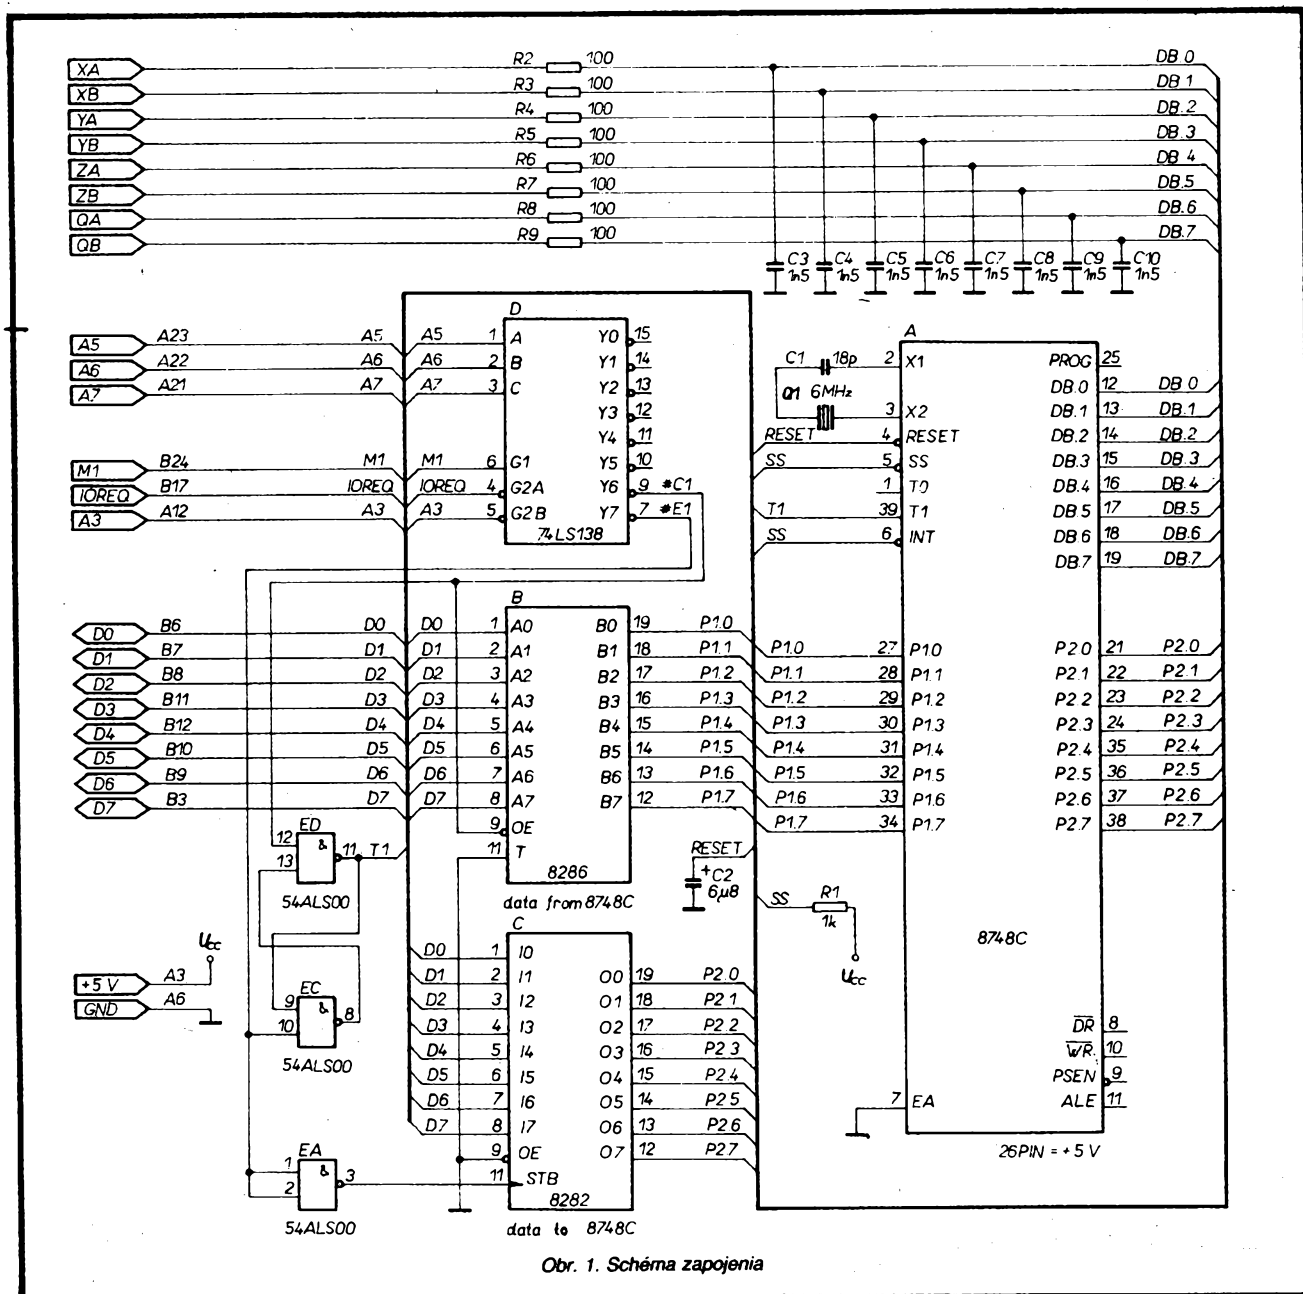 XA R2 100 DB.0
XB R3 100 DB.1
YA R4 100 DB.2
YB R5 100 DB.3
ZA R6 100 DB.4
ZB R7 100 DB.5
QA R8 100 DB.6
QB R9 100 DB.7
C3 1n5 C4 1n5 C5 1n5 C6 1n5 C7 1n5 C8 1n5 C9 1n5 C10 1n5
A5 A23 A5
A6 A22 A6
A7 A21 A7
M1 B24 M1
IOREQ B17 IOREQ
A3 A12 A3
D
A5 1 A Y0 15
A6 2 B Y1 14
A7 3 C Y2 13
Y3 12
Y4 11
M1 6 G1 Y5 10
IOREQ 4 G2A Y6 9 #C1
A3 5 G2B Y7 7 #E1
74LS138
C1 18p
Q1 6MHz
A
2 X1 PROG 25
DB.0 12 DB.0
3 X2 DB.1 13 DB.1
RESET 4 RESET DB.2 14 DB.2
SS 5 SS DB.3 15 DB.3
1 T0 DB.4 16 DB.4
T1 39 T1 DB.5 17 DB.5
SS 6 INT DB.6 18 DB.6
DB.7 19 DB.7
D0 B6 D0
D1 B7 D1
D2 B8 D2
D3 B11 D3
D4 B12 D4
D5 B10 D5
D6 B9 D6
D7 B3 D7
B
D0 1 A0 B0 19 P1.0
D1 2 A1 B1 18 P1.1
D2 3 A2 B2 17 P1.2
D3 4 A3 B3 16 P1.3
D4 5 A4 B4 15 P1.4
D5 6 A5 B5 14 P1.5
D6 7 A6 B6 13 P1.6
D7 8 A7 B7 12 P1.7
9 OE
11 T
8286
data from 8748C
P1.0 27 P1.0 P2.0 21 P2.0
P1.1 28 P1.1 P2.1 22 P2.1
P1.2 29 P1.2 P2.2 23 P2.2
P1.3 30 P1.3 P2.3 24 P2.3
P1.4 31 P1.4 P2.4 35 P2.4
P1.5 32 P1.5 P2.5 36 P2.5
P1.6 33 P1.6 P2.6 37 P2.6
P1.7 34 P1.7 P2.7 38 P2.7
ED
12 & 11 T1
13
54ALS00
RESET
+ C2
6µ8
SS R1
1k
Ucc
8748C
Ucc
+5 V A3
GND A6
EC
9 & 8
10
54ALS00
C
D0 1 I0 O0 19 P2.0
D1 2 I1 O1 18 P2.1
D2 3 I2 O2 17 P2.2
D3 4 I3 O3 16 P2.3
D4 5 I4 O4 15 P2.4
D5 6 I5 O5 14 P2.5
D6 7 I6 O6 13 P2.6
D7 8 I7 O7 12 P2.7
9 OE
11 STB
8282
data to 8748C
DR 8
WR 10
PSEN 9
7 EA ALE 11
26PIN = +5 V
EA
1 & 3
2
54ALS00
Obr. 1. Schéma zapojenia